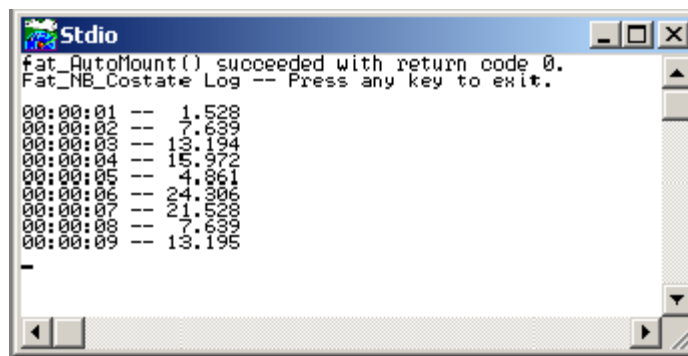 Stdio
fat_AutoMount() succeeded with return code 0.
Fat_NB_Costate Log -- Press any key to exit.
00:00:01 -- 1.528
00:00:02 -- 7.639
00:00:03 -- 13.194
00:00:04 -- 15.972
00:00:05 -- 4.861
00:00:06 -- 24.306
00:00:07 -- 21.528
00:00:08 -- 7.639
00:00:09 -- 13.195